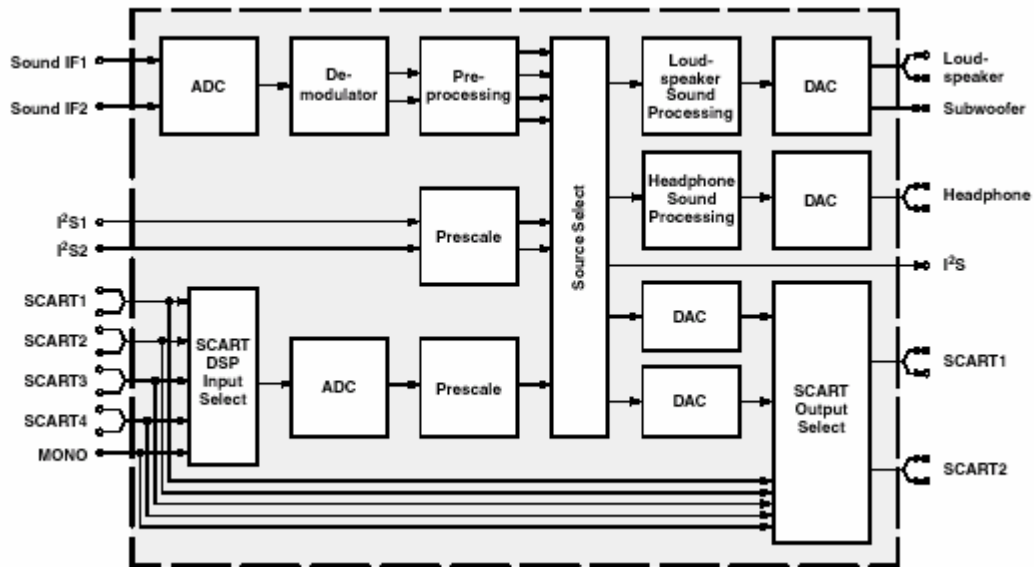 Sound IF1
Sound IF2
ADC
De-
modulator
Pre-
processing
Loud-
speaker
Sound
Processing
DAC
Loud-
speaker
Subwoofer
Headphone
Sound
Processing
DAC
Headphone
I²S1
I²S2
Prescale
Source Select
I²S
SCART1
SCART2
SCART3
SCART4
MONO
SCART
DSP
Input
Select
ADC
Prescale
DAC
DAC
SCART
Output
Select
SCART1
SCART2